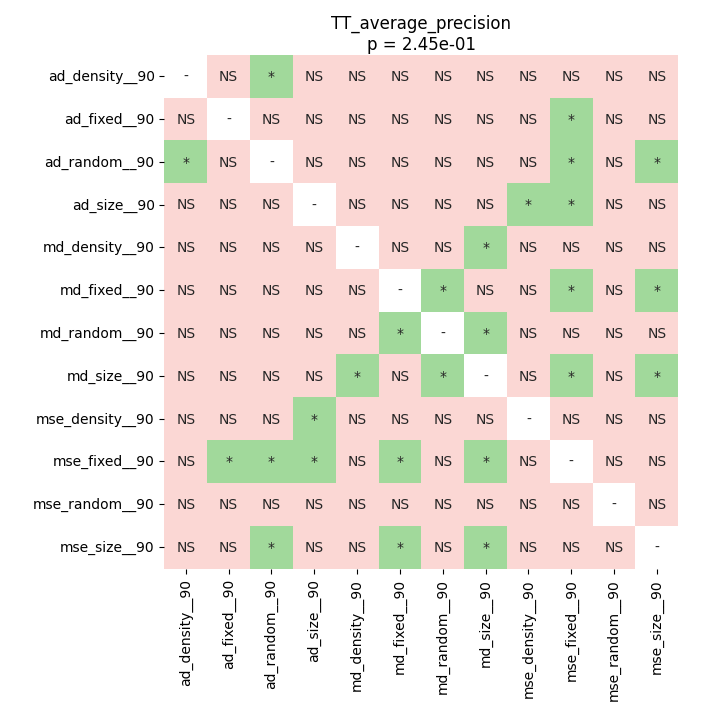 TT_average_precision
p = 2.45e-01
ad_density__90 - NS * NS NS NS NS NS NS NS NS NS
ad_fixed__90 NS - NS NS NS NS NS NS NS * NS NS
ad_random__90 * NS - NS NS NS NS NS NS * NS *
ad_size__90 NS NS NS - NS NS NS NS * * NS NS
md_density__90 NS NS NS NS - NS NS * NS NS NS NS
md_fixed__90 NS NS NS NS NS - * NS NS * NS *
md_random__90 NS NS NS NS NS * - * NS NS NS NS
md_size__90 NS NS NS NS * NS * - NS * NS *
mse_density__90 NS NS NS * NS NS NS NS - NS NS NS
mse_fixed__90 NS * * * NS * NS * NS - NS NS
mse_random__90 NS NS NS NS NS NS NS NS NS NS - NS
mse_size__90 NS NS * NS NS * NS * NS NS NS -
ad_density__90
ad_fixed__90
ad_random__90
ad_size__90
md_density__90
md_fixed__90
md_random__90
md_size__90
mse_density__90
mse_fixed__90
mse_random__90
mse_size__90